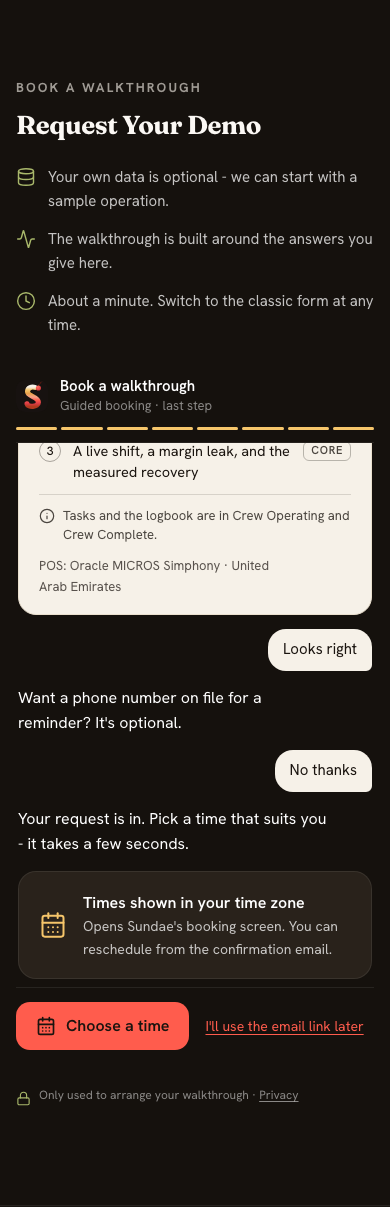 BOOK A WALKTHROUGH
Request Your Demo
Your own data is optional - we can start with a
sample operation.
The walkthrough is built around the answers you
give here.
About a minute. Switch to the classic form at any
time.
Book a walkthrough
Guided booking · last step
3
A live shift, a margin leak, and the
CORE
measured recovery
Tasks and the logbook are in Crew Operating and
Crew Complete.
POS: Oracle MICROS Simphony · United
Arab Emirates
Looks right
Want a phone number on file for a
reminder? It's optional.
No thanks
Your request is in. Pick a time that suits you
- it takes a few seconds.
Times shown in your time zone
Opens Sundae's booking screen. You can
reschedule from the confirmation email.
Choose a time
I'll use the email link later
Only used to arrange your walkthrough · Privacy